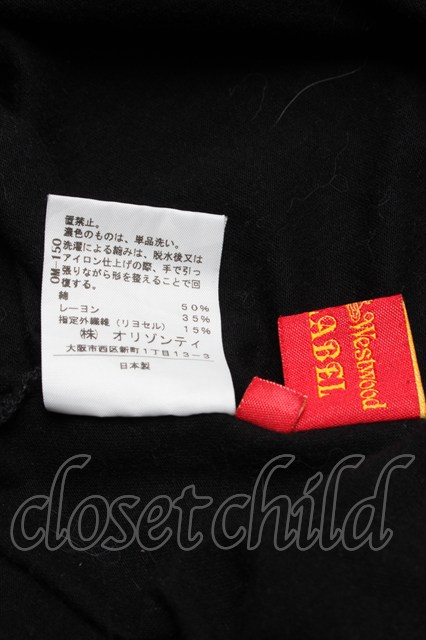 置禁止。
濃色のものは、単品洗い。
洗濯による縮みは、脱水後又は
アイロン仕上げの際、手で引っ
張りながら形を整えることで回
復する。
綿 50%
レーヨン 35%
指定外繊維(リヨセル) 15%
(株) オリゾンティ
大阪市西区新町1丁目13-3
日本製
OM-150
Westwood
LABEL
closetchild